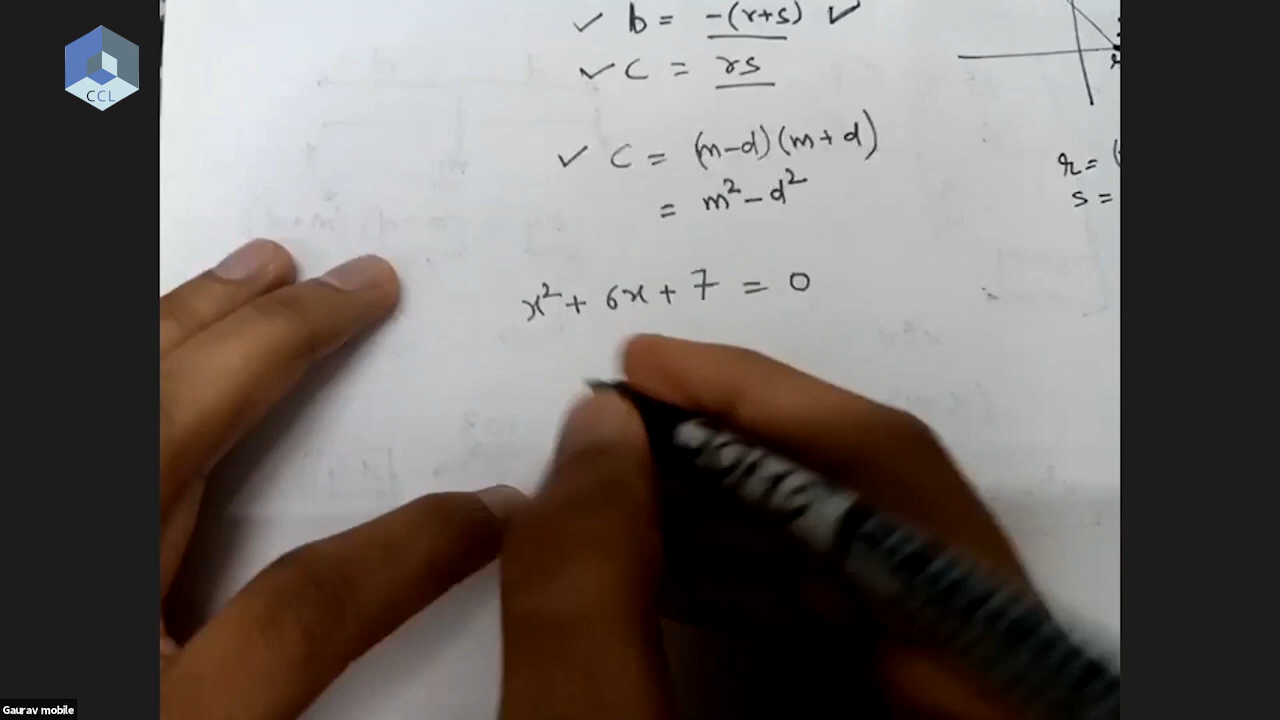 CCL
✓ b = -(r+s) ✓
✓ c = rs
✓ c = (m-d)(m+d)
= m²-d²
r = (
s =
x² + 6x + 7 = 0
Gaurav mobile